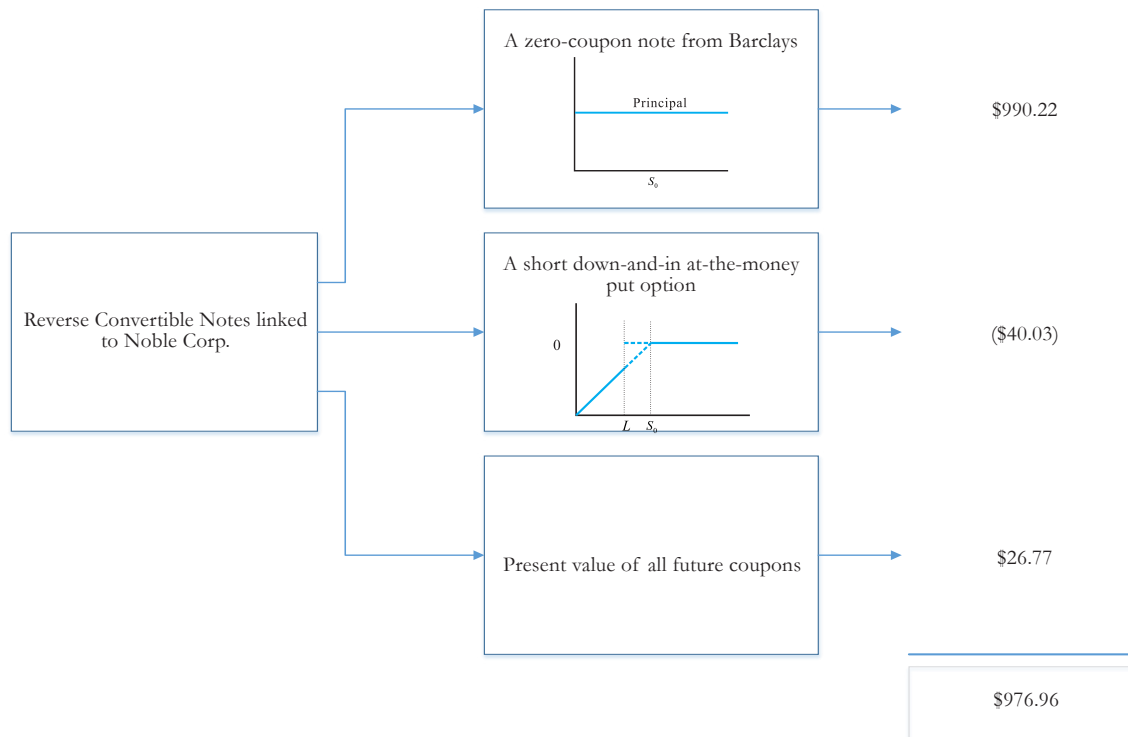 A zero-coupon note from Barclays
Principal
S₀
$990.22
Reverse Convertible Notes linked
to Noble Corp.
A short down-and-in at-the-money
put option
0
L S₀
($40.03)
Present value of all future coupons
$26.77
$976.96